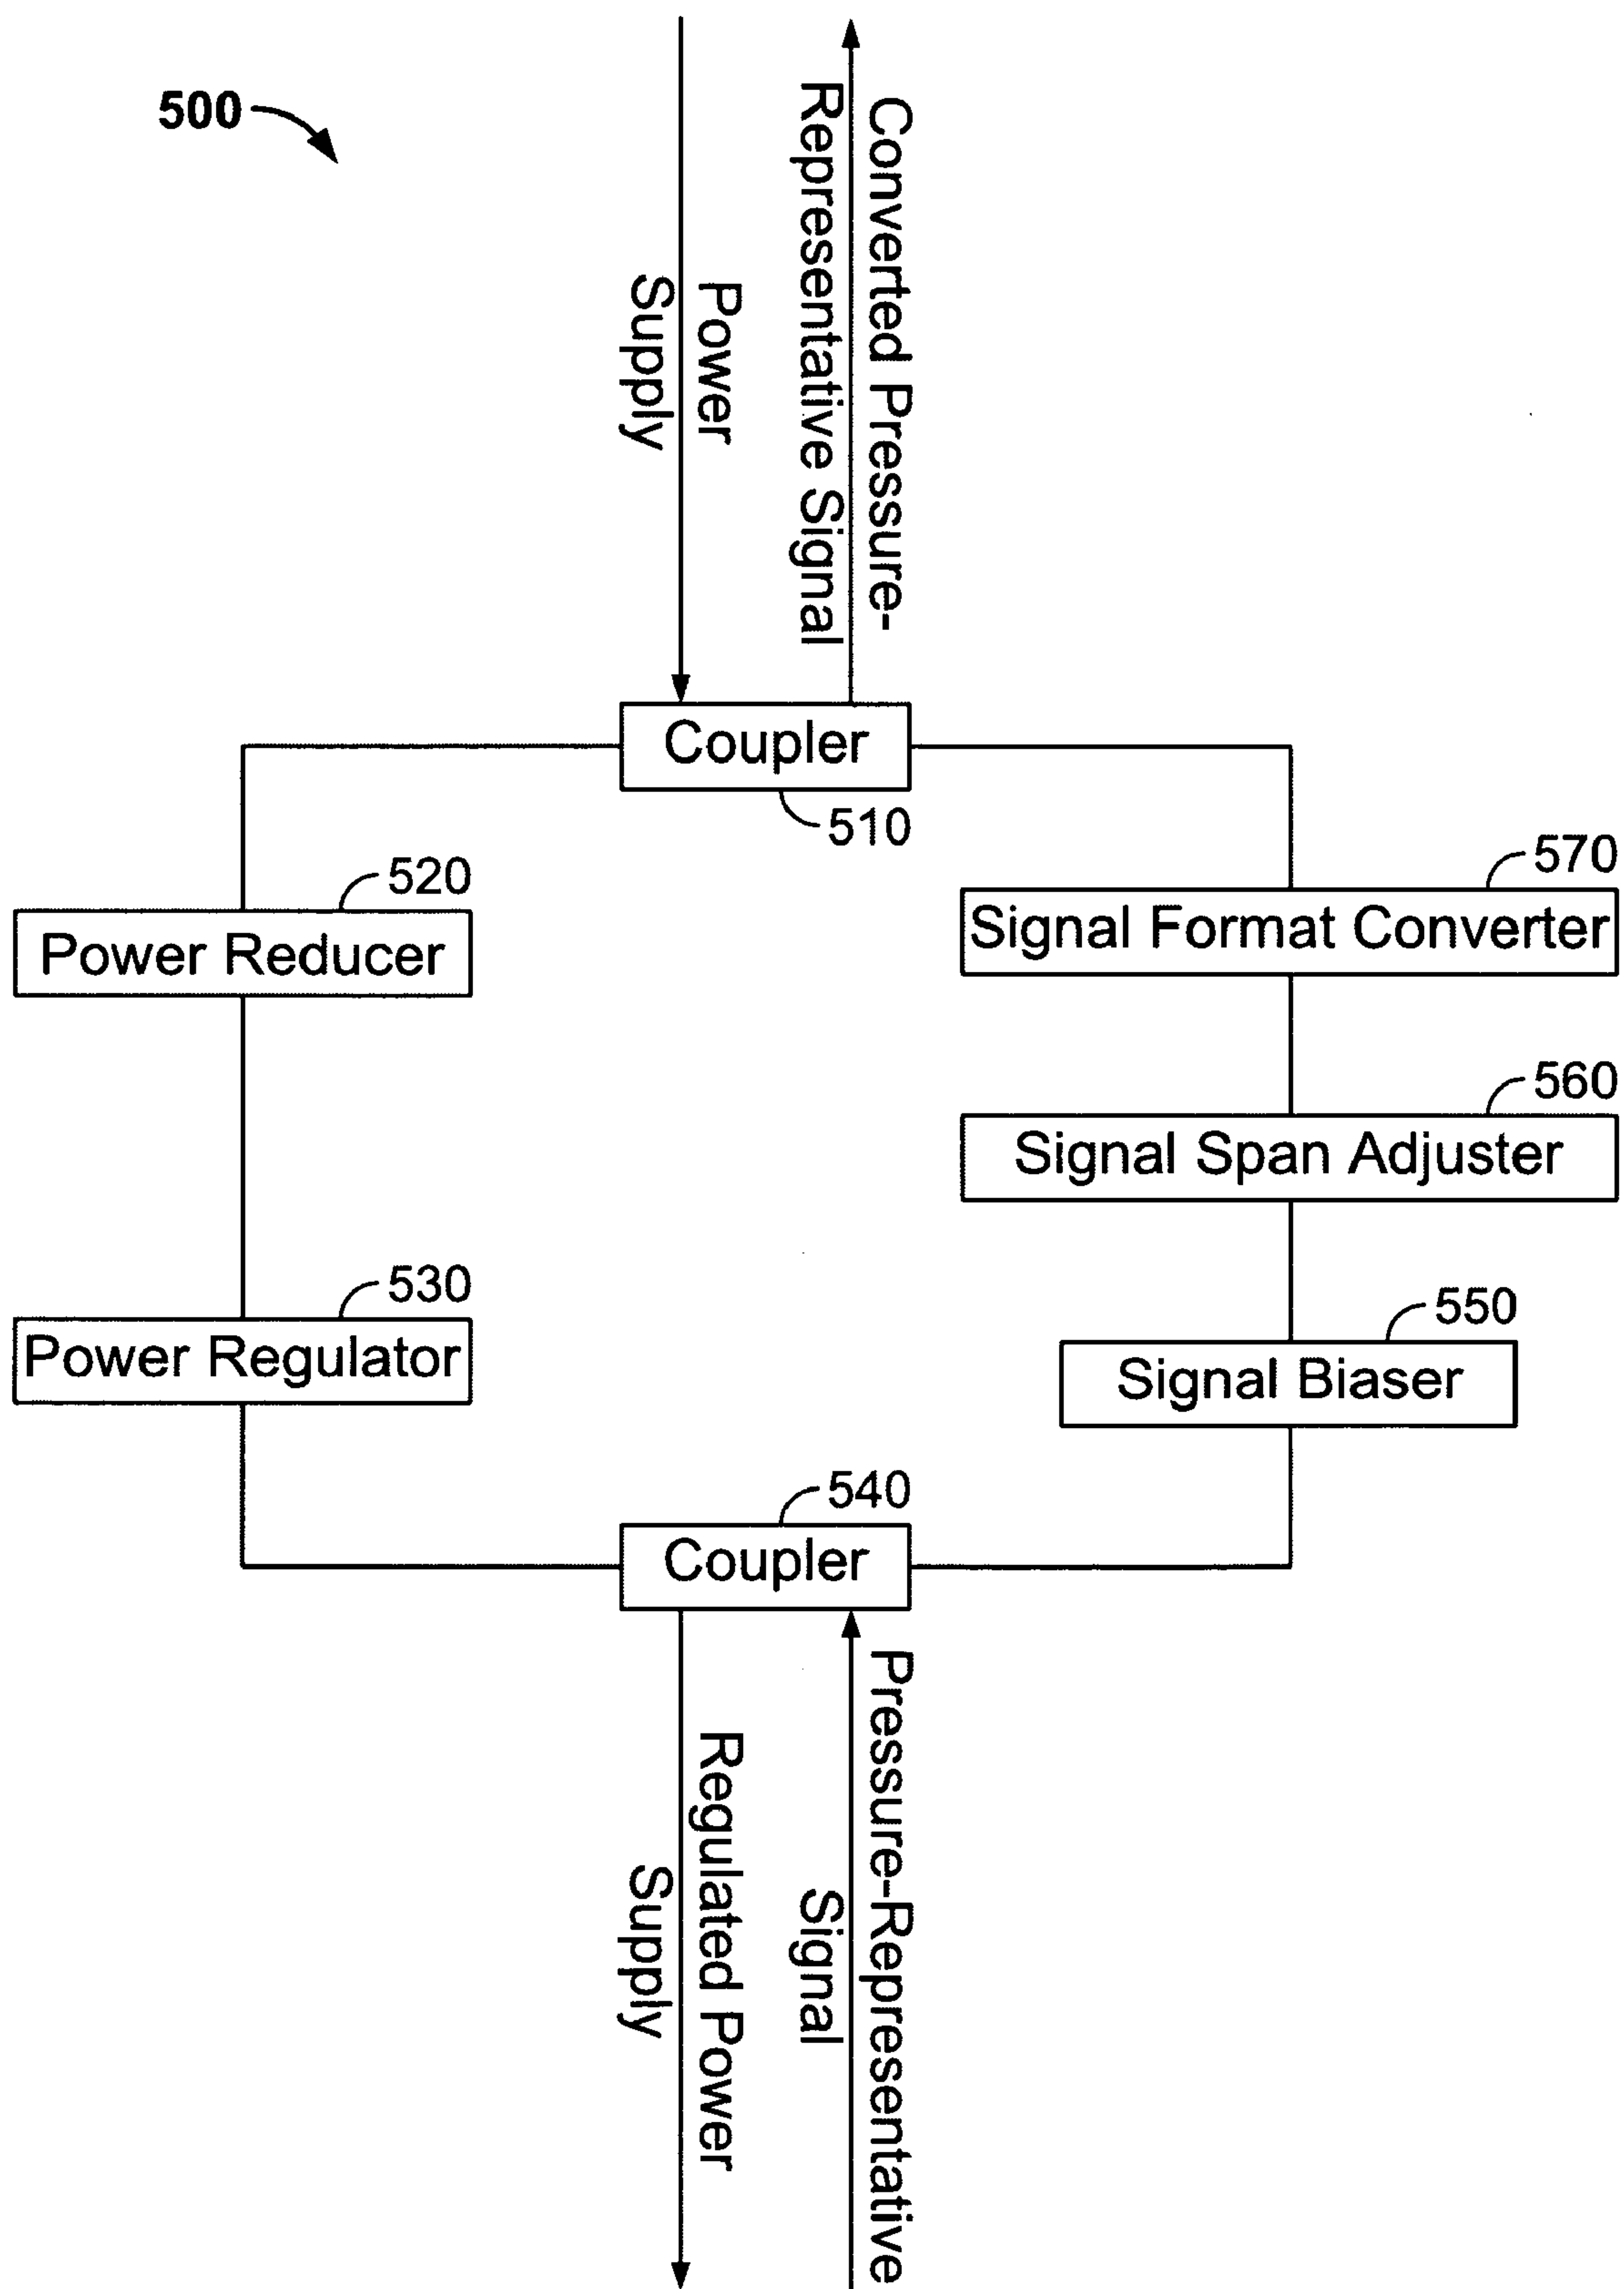 500
Converted Pressure-
Representative Signal
Power
Supply
Coupler
510
520
Power Reducer
570
Signal Format Converter
560
Signal Span Adjuster
530
Power Regulator
550
Signal Biaser
540
Coupler
Regulated Power
Supply
Pressure-Representative
Signal